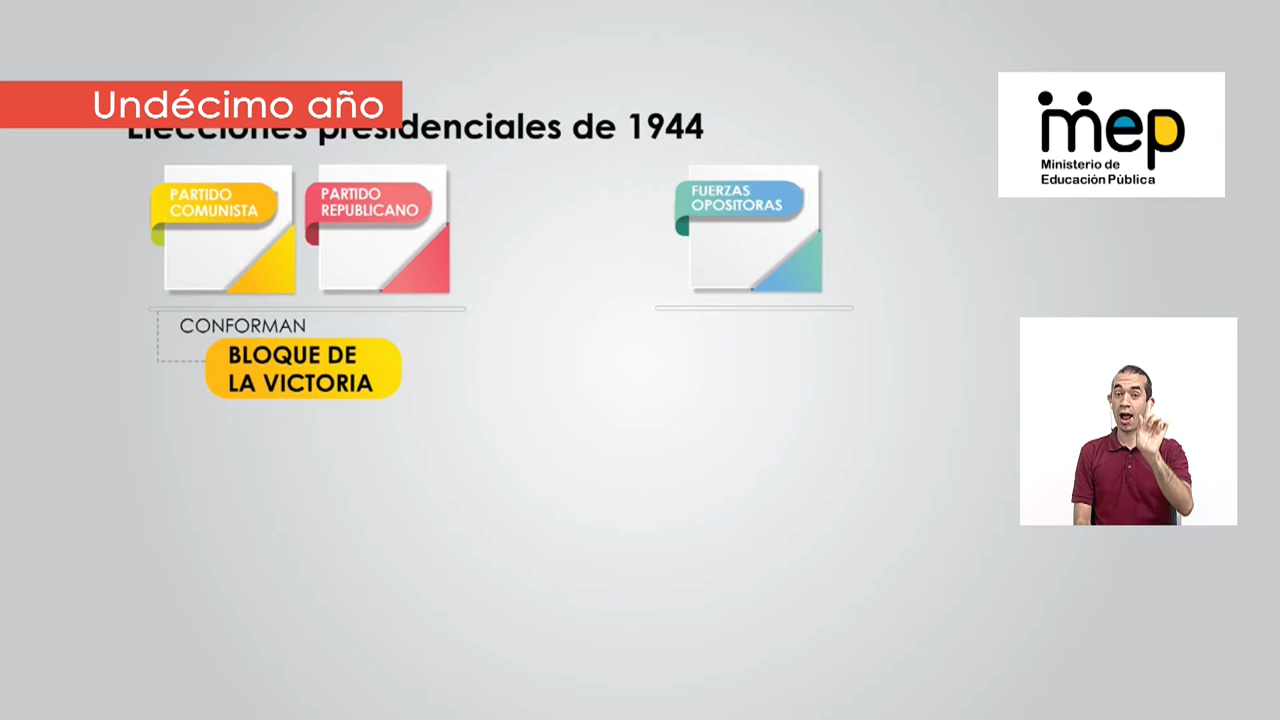 Undécimo año
Elecciones presidenciales de 1944
mep
Ministerio de
Educación Pública
PARTIDO
COMUNISTA
PARTIDO
REPUBLICANO
FUERZAS
OPOSITORAS
CONFORMAN
BLOQUE DE
LA VICTORIA